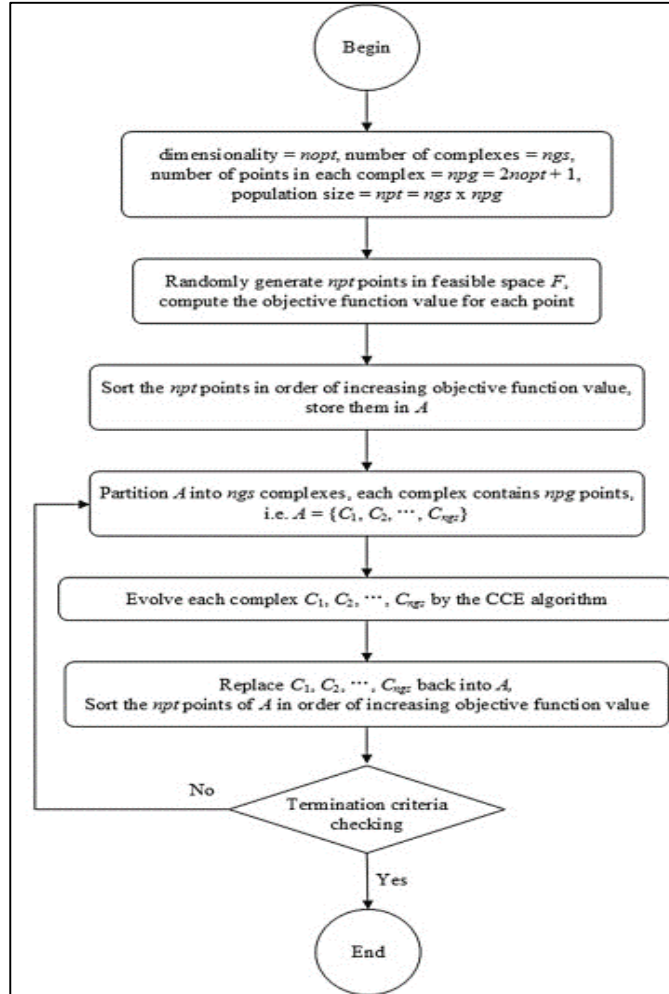 Begin
dimensionality = nopt, number of complexes = ngs,
number of points in each complex = npg = 2nopt + 1,
population size = npt = ngs x npg
Randomly generate npt points in feasible space F,
compute the objective function value for each point
Sort the npt points in order of increasing objective function value,
store them in A
Partition A into ngs complexes, each complex contains npg points,
i.e. A = {C1, C2, ⋯, Cngs}
Evolve each complex C1, C2, ⋯, Cngs by the CCE algorithm
Replace C1, C2, ⋯, Cngs back into A,
Sort the npt points of A in order of increasing objective function value
No
Termination criteria
checking
Yes
End